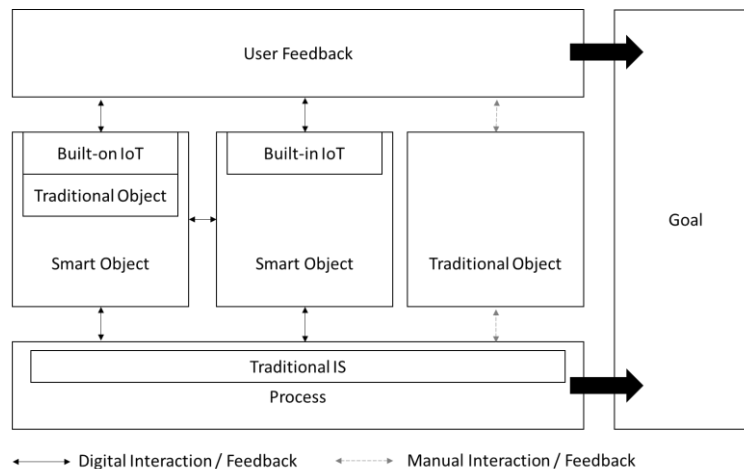 User Feedback
Built-on IoT
Traditional Object
Smart Object
Built-in IoT
Smart Object
Traditional Object
Goal
Traditional IS
Process
Digital Interaction / Feedback
Manual Interaction / Feedback